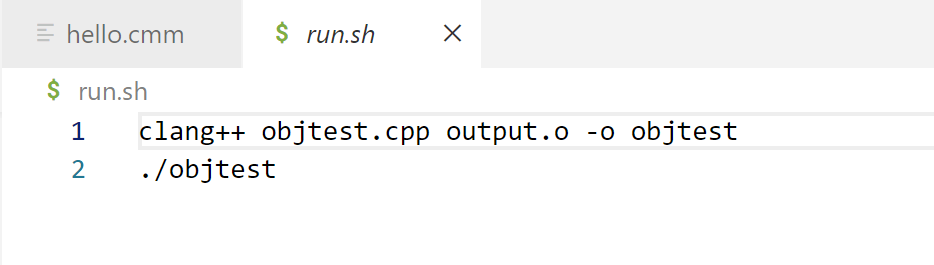 hello.cmm $ run.sh
$ run.sh
1 clang++ objtest.cpp output.o -o objtest
2 ./objtest